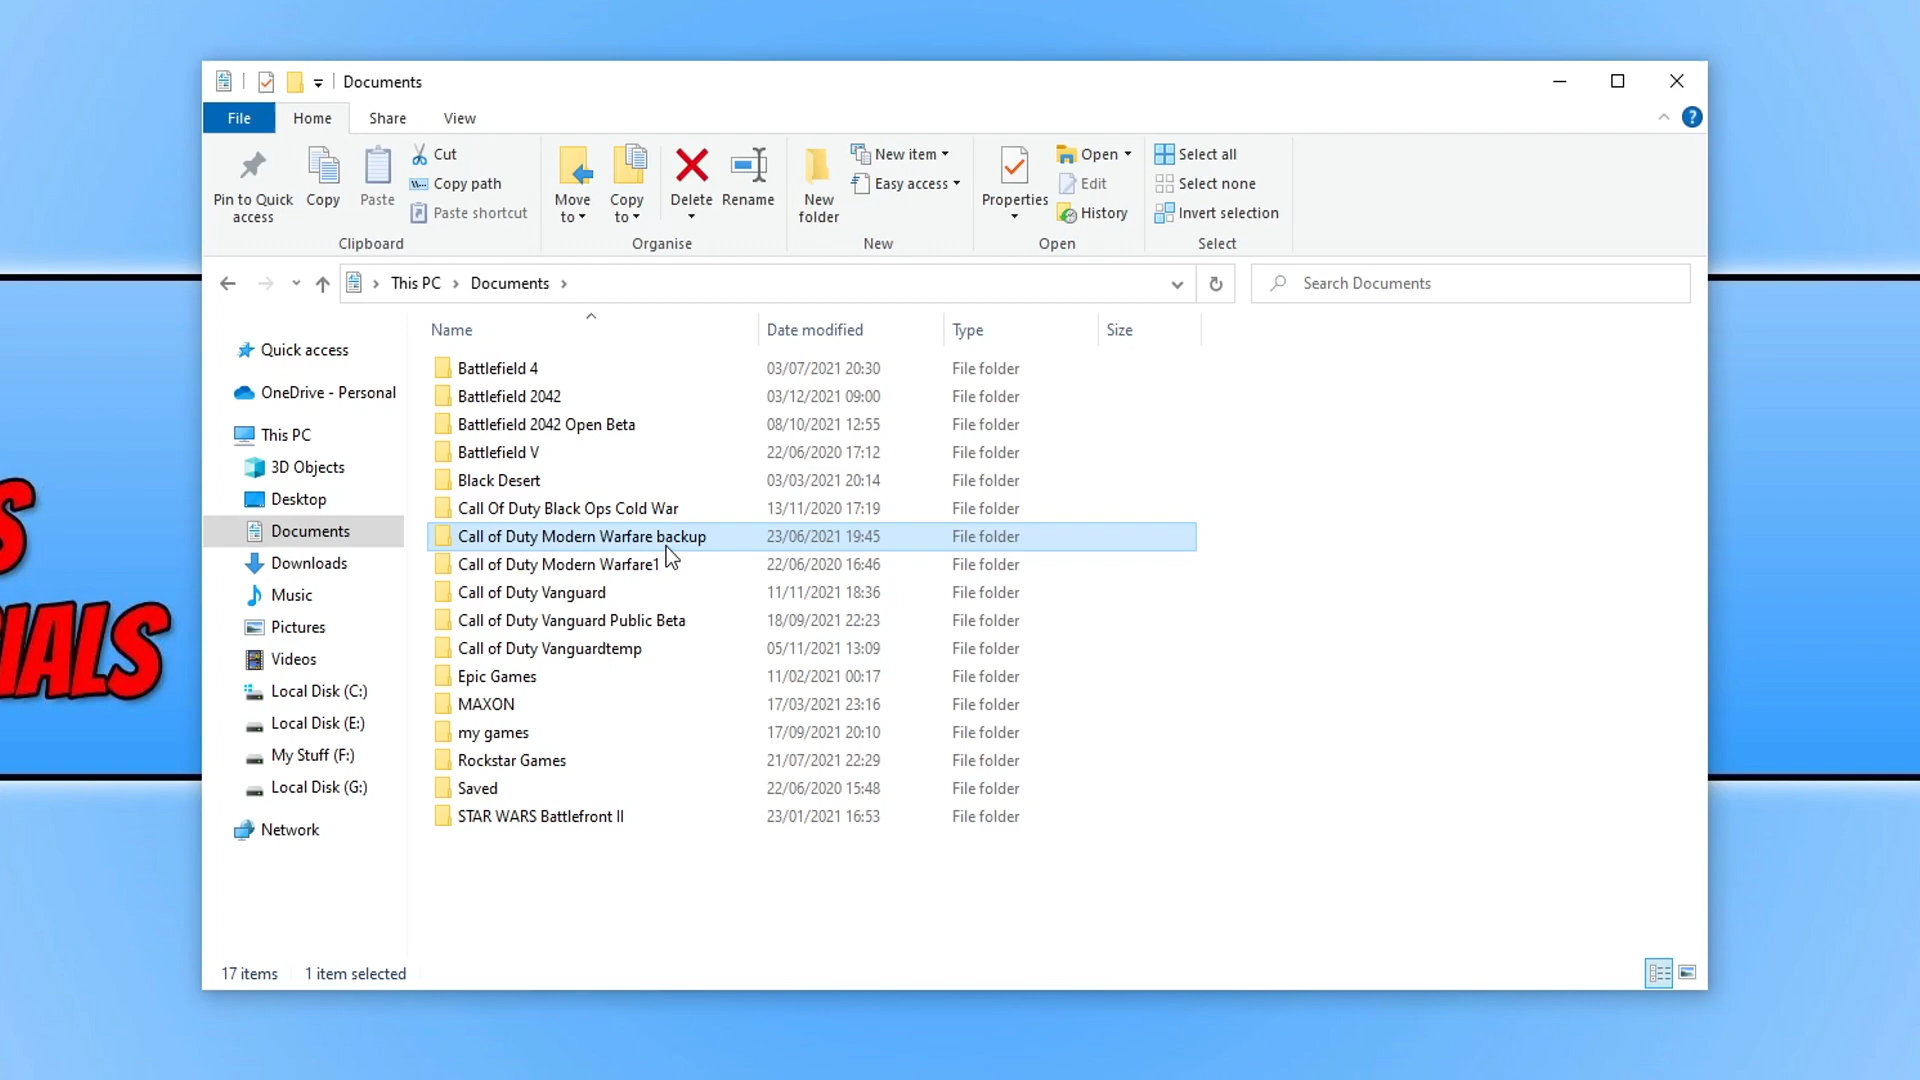 Documents
File Home Share View
Pin to Quick access
Copy
Paste
Cut
Copy path
Paste shortcut
Clipboard
Move to
Copy to
Delete
Rename
Organise
New folder
New item
Easy access
New
Properties
Open
Edit
History
Open
Select all
Select none
Invert selection
Select
This PC Documents
Search Documents
Quick access
OneDrive - Personal
This PC
3D Objects
Desktop
Documents
Downloads
Music
Pictures
Videos
Local Disk (C:)
Local Disk (E:)
My Stuff (F:)
Local Disk (G:)
Network
Name Date modified Type Size
Battlefield 4 03/07/2021 20:30 File folder
Battlefield 2042 03/12/2021 09:00 File folder
Battlefield 2042 Open Beta 08/10/2021 12:55 File folder
Battlefield V 22/06/2020 17:12 File folder
Black Desert 03/03/2021 20:14 File folder
Call Of Duty Black Ops Cold War 13/11/2020 17:19 File folder
Call of Duty Modern Warfare backup 23/06/2021 19:45 File folder
Call of Duty Modern Warfare1 22/06/2020 16:46 File folder
Call of Duty Vanguard 11/11/2021 18:36 File folder
Call of Duty Vanguard Public Beta 18/09/2021 22:23 File folder
Call of Duty Vanguardtemp 05/11/2021 13:09 File folder
Epic Games 11/02/2021 00:17 File folder
MAXON 17/03/2021 23:16 File folder
my games 17/09/2021 20:10 File folder
Rockstar Games 21/07/2021 22:29 File folder
Saved 22/06/2020 15:48 File folder
STAR WARS Battlefront II 23/01/2021 16:53 File folder
17 items 1 item selected